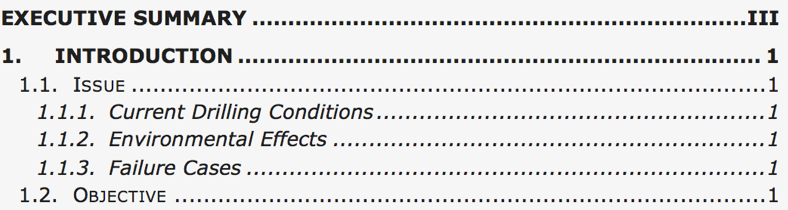 EXECUTIVE SUMMARY ........................................................................ III
1. INTRODUCTION ........................................................................... 1
1.1. Issue ........................................................................................... 1
1.1.1. Current Drilling Conditions ......................................................... 1
1.1.2. Environmental Effects ............................................................... 1
1.1.3. Failure Cases ........................................................................... 1
1.2. Objective ..................................................................................... 1